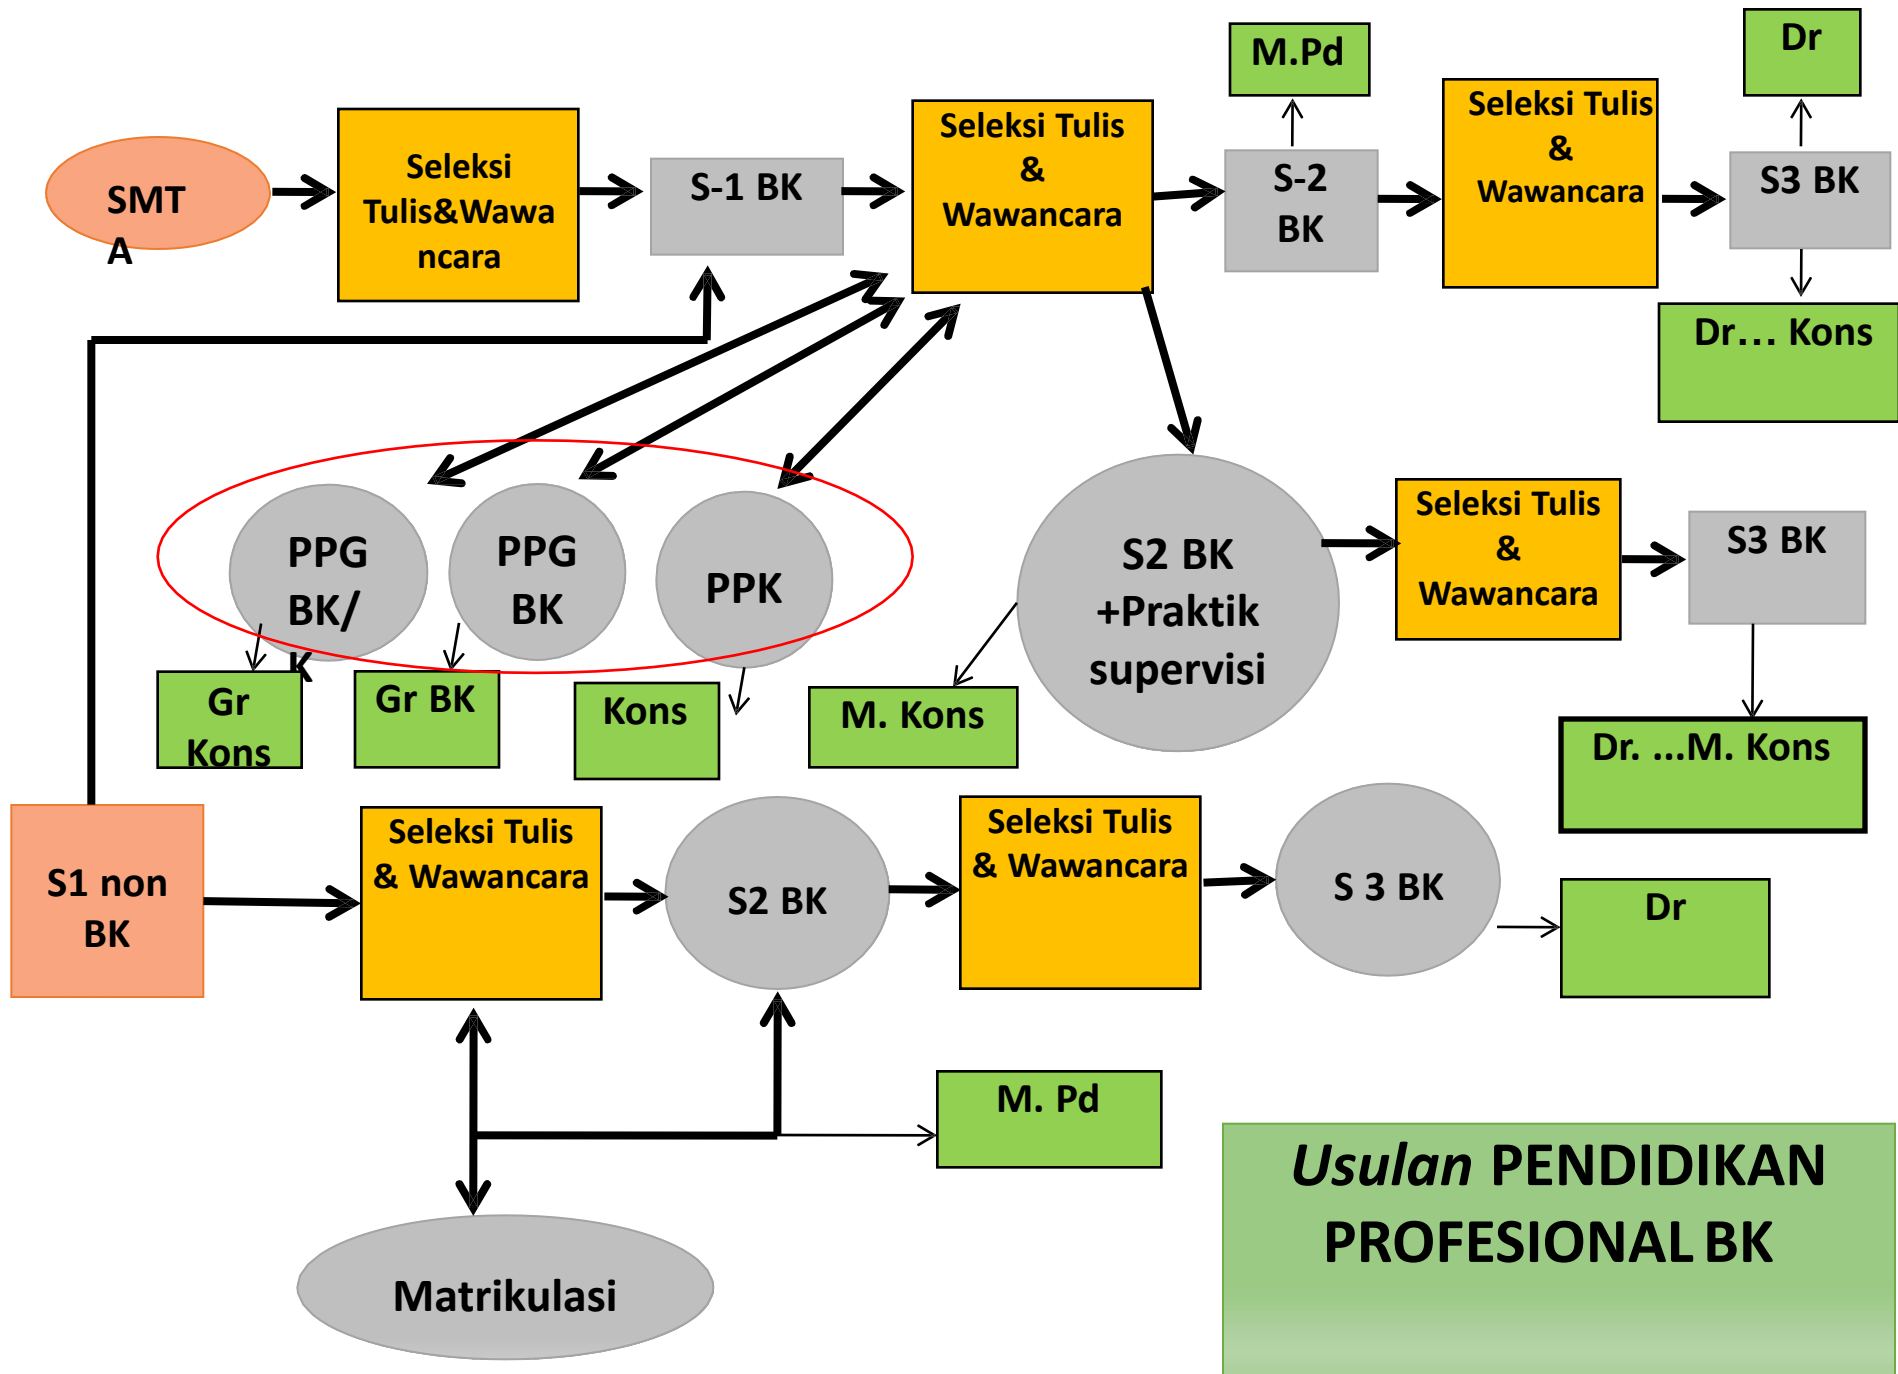 M.Pd
Dr
SMT
A
Seleksi
Tulis&Wawa
ncara
S-1 BK
Seleksi Tulis
&
Wawancara
S-2
BK
Seleksi Tulis
&
Wawancara
S3 BK
Dr... Kons
PPG
BK/
K
PPG
BK
PPK
S2 BK
+Praktik
supervisi
Seleksi Tulis
&
Wawancara
S3 BK
Gr
Kons
Gr BK
Kons
M. Kons
Dr. ...M. Kons
S1 non
BK
Seleksi Tulis
& Wawancara
S2 BK
Seleksi Tulis
& Wawancara
S 3 BK
Dr
M. Pd
Matrikulasi
Usulan PENDIDIKAN
PROFESIONAL BK